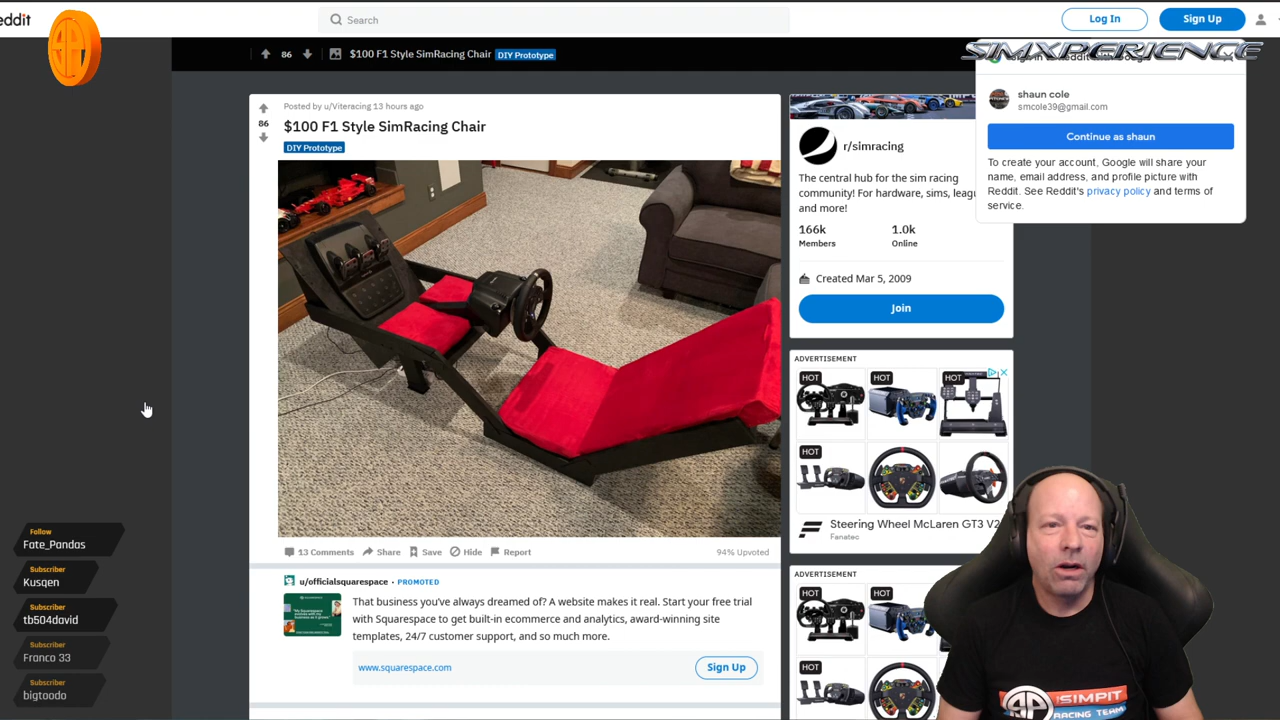 eddit
Search
Log In
Sign Up
86
$100 F1 Style SimRacing Chair
DIY Prototype
SIMXPERIENCE
Posted by u/Viteracing 13 hours ago
86
$100 F1 Style SimRacing Chair
DIY Prototype
r/simracing
The central hub for the sim racing
community! For hardware, sims, leagu
and more!
166k
Members
1.0k
Online
Created Mar 5, 2009
Join
shaun cole
smcole39@gmail.com
Continue as shaun
To create your account, Google will share your
name, email address, and profile picture with
Reddit. See Reddit's privacy policy and terms of
service.
ADVERTISEMENT
HOT
HOT
HOT
HOT
Steering Wheel McLaren GT3 V2
Fanatec
ADVERTISEMENT
HOT
HOT
HOT
13 Comments
Share
Save
Hide
Report
94% Upvoted
u/officialsquarespace • PROMOTED
That business you've always dreamed of? A website makes it real. Start your free trial
with Squarespace to get built-in ecommerce and analytics, award-winning site
templates, 24/7 customer support, and so much more.
www.squarespace.com
Sign Up
Follow
Fate_Pandas
Subscriber
Kusqen
Subscriber
tb504david
Subscriber
Franco 33
Subscriber
bigtoodo
SIMPIT
RACING TEAM